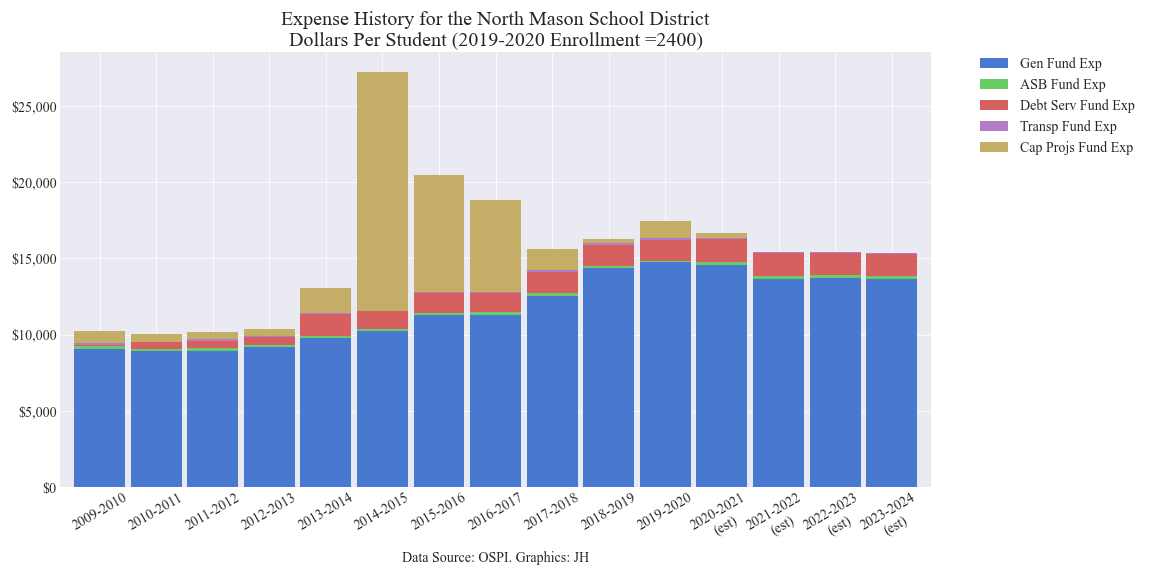 Expense History for the North Mason School District
Dollars Per Student (2019-2020 Enrollment =2400)
Gen Fund Exp
ASB Fund Exp
Debt Serv Fund Exp
Transp Fund Exp
Cap Projs Fund Exp
$25,000
$20,000
$15,000
$10,000
$5,000
$0
2009-2010
2010-2011
2011-2012
2012-2013
2013-2014
2014-2015
2015-2016
2016-2017
2017-2018
2018-2019
2019-2020
2020-2021
(est)
2021-2022
(est)
2022-2023
(est)
2023-2024
(est)
Data Source: OSPI. Graphics: JH